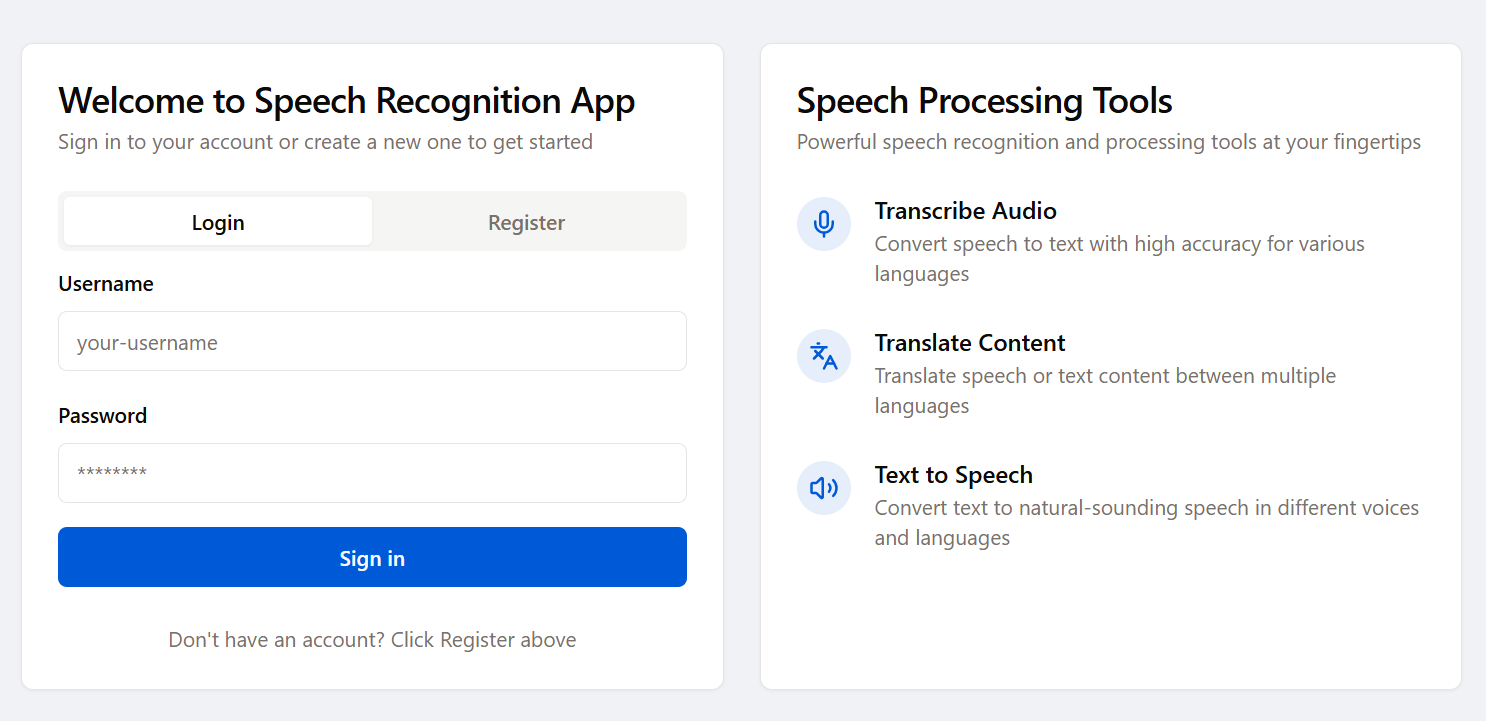 Welcome to Speech Recognition App
Sign in to your account or create a new one to get started
Login
Register
Username
your-username
Password
********
Sign in
Don't have an account? Click Register above
Speech Processing Tools
Powerful speech recognition and processing tools at your fingertips
Transcribe Audio
Convert speech to text with high accuracy for various
languages
Translate Content
Translate speech or text content between multiple
languages
Text to Speech
Convert text to natural-sounding speech in different voices
and languages